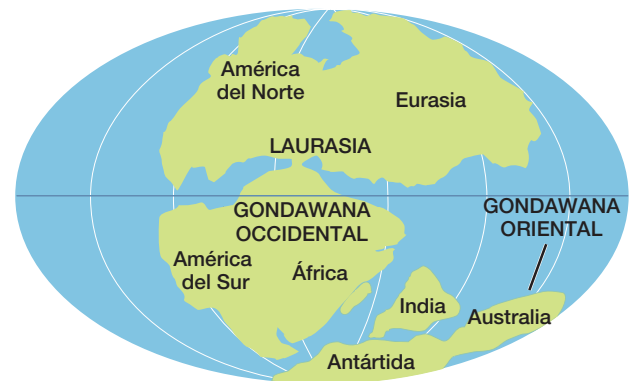 América
del Norte
Eurasia
LAURASIA
GONDAWANA
OCCIDENTAL
GONDAWANA
ORIENTAL
América
del Sur
África
India
Australia
Antártida